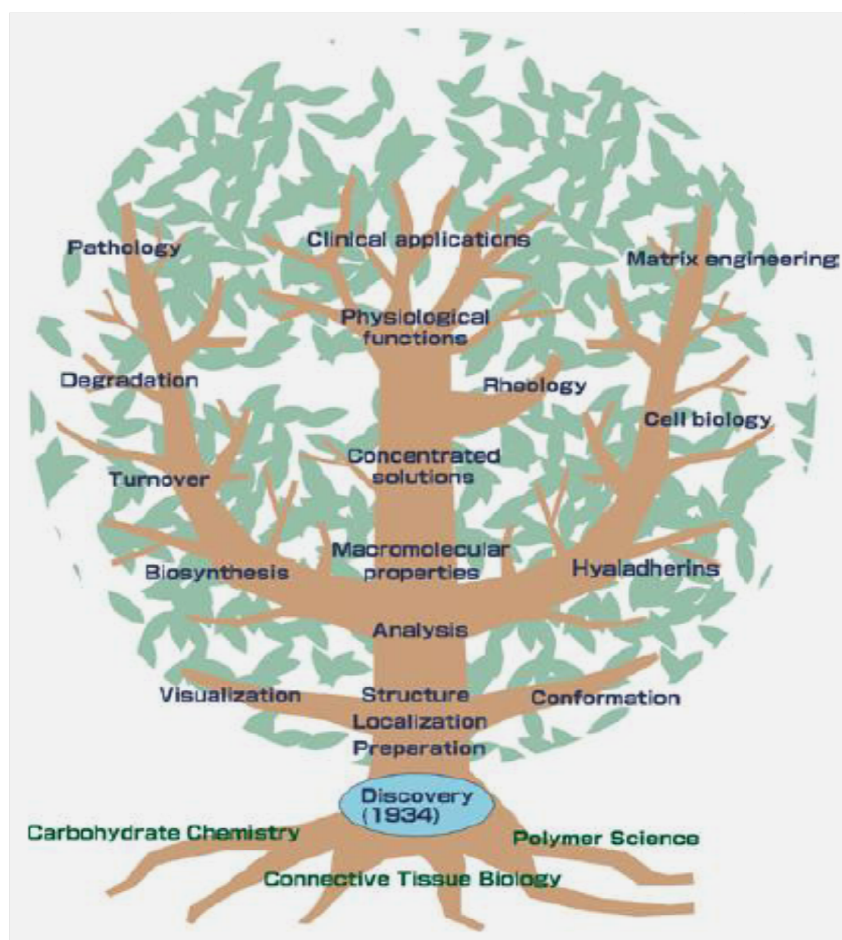 Clinical applications
Pathology
Matrix engineering
Physiological
functions
Degradation
Rheology
Cell biology
Concentrated
solutions
Turnover
Macromolecular
properties
Biosynthesis
Hyaladherins
Analysis
Visualization
Structure
Conformation
Localization
Preparation
Discovery
(1934)
Carbohydrate Chemistry
Polymer Science
Connective Tissue Biology